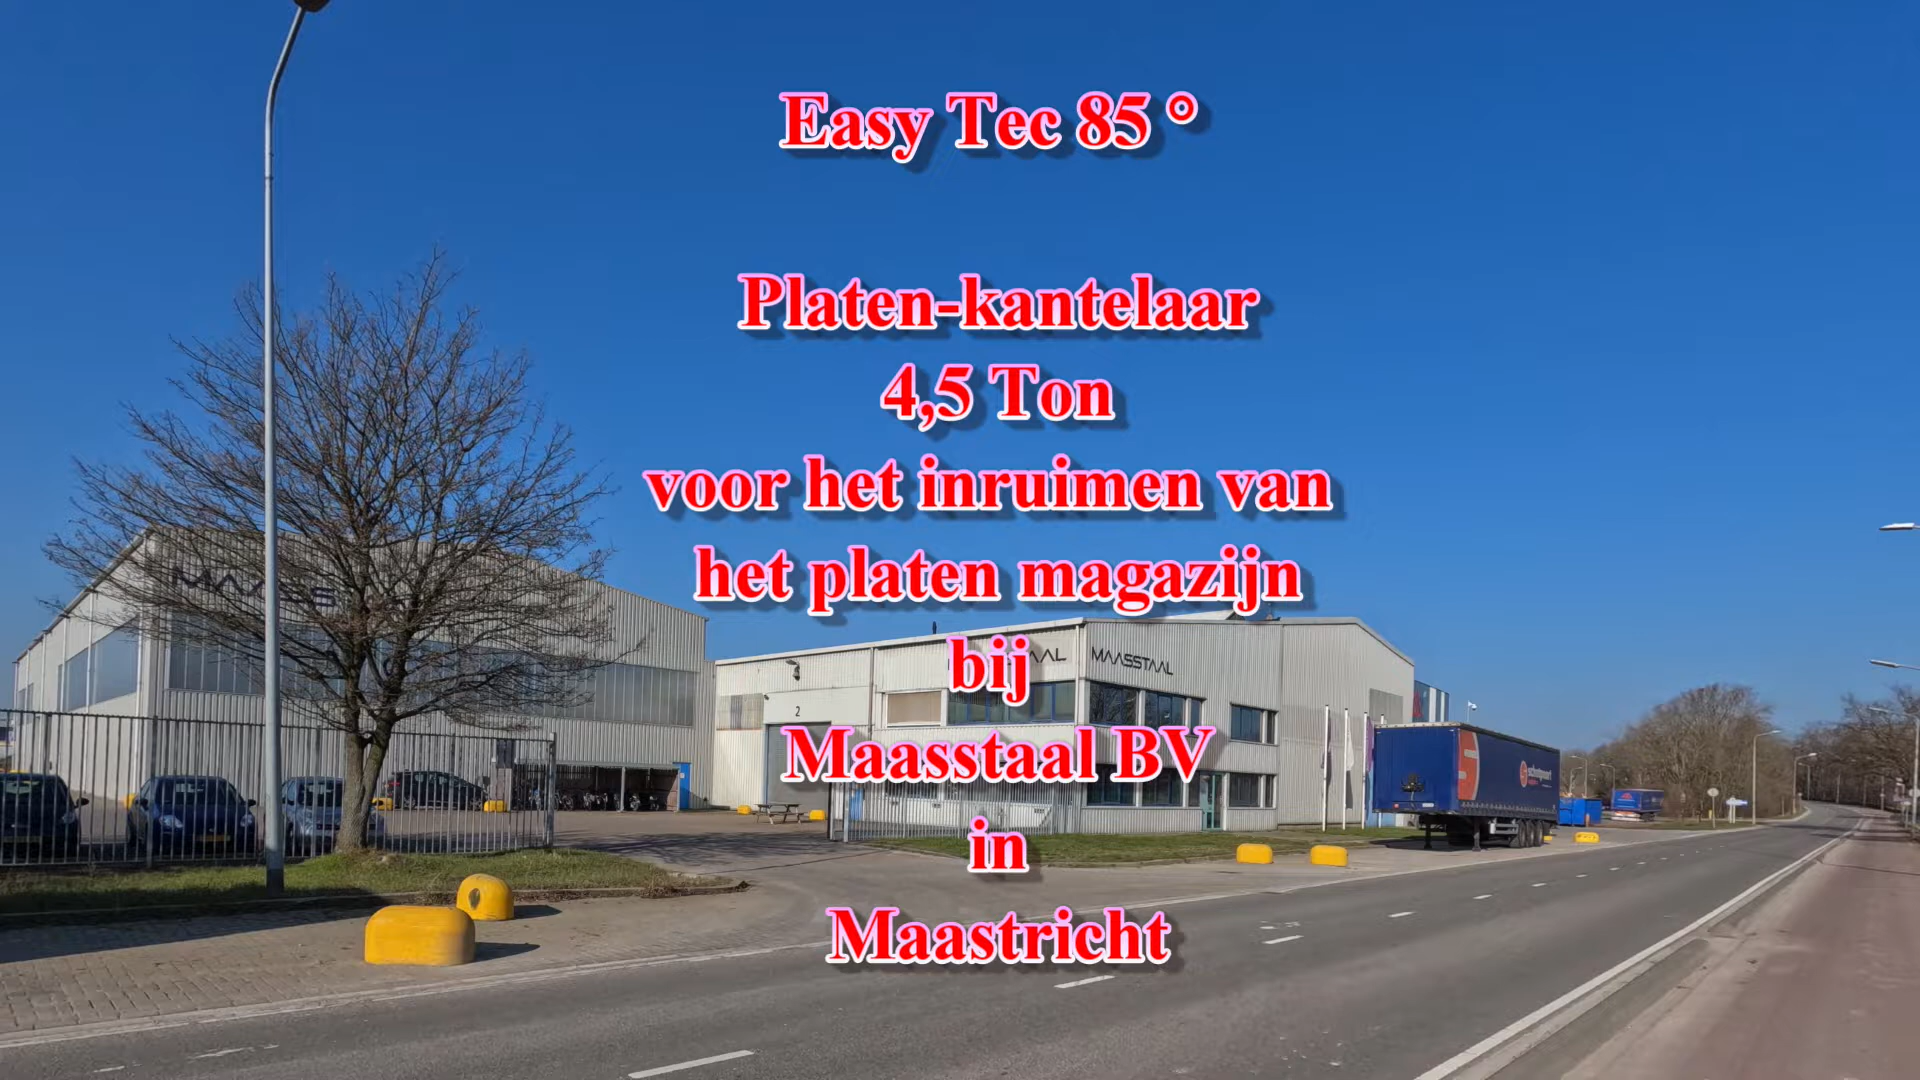 Easy Tec 85 °
Platen-kantelaar
4,5 Ton
voor het inruimen van
het platen magazijn
bij
Maasstaal BV
in
Maastricht
MAASSTAAL
2